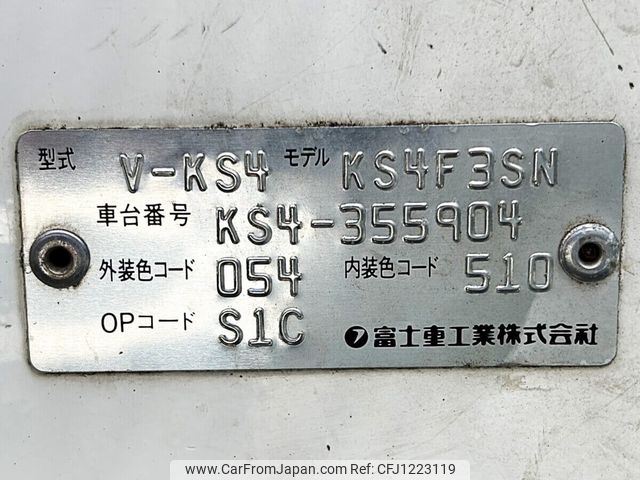 型式 V-KS4 モデル KS4F3SN
車台番号 KS4-355904
外装色コード 054 内装色コード 510
OPコード S1C フ富士重工業株式会社
www.CarFromJapan.com - CFJ1223119